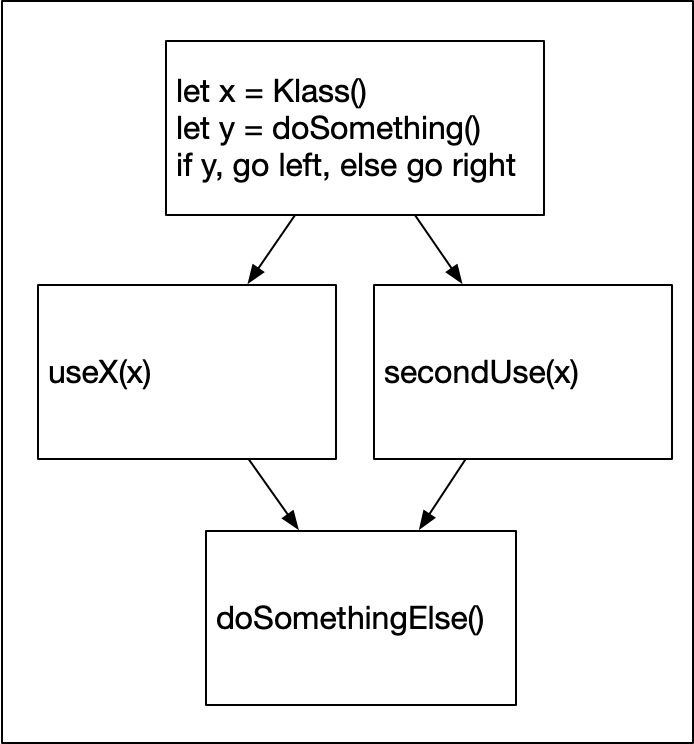 let x = Klass()
let y = doSomething()
if y, go left, else go right
useX(x)
secondUse(x)
doSomethingElse()